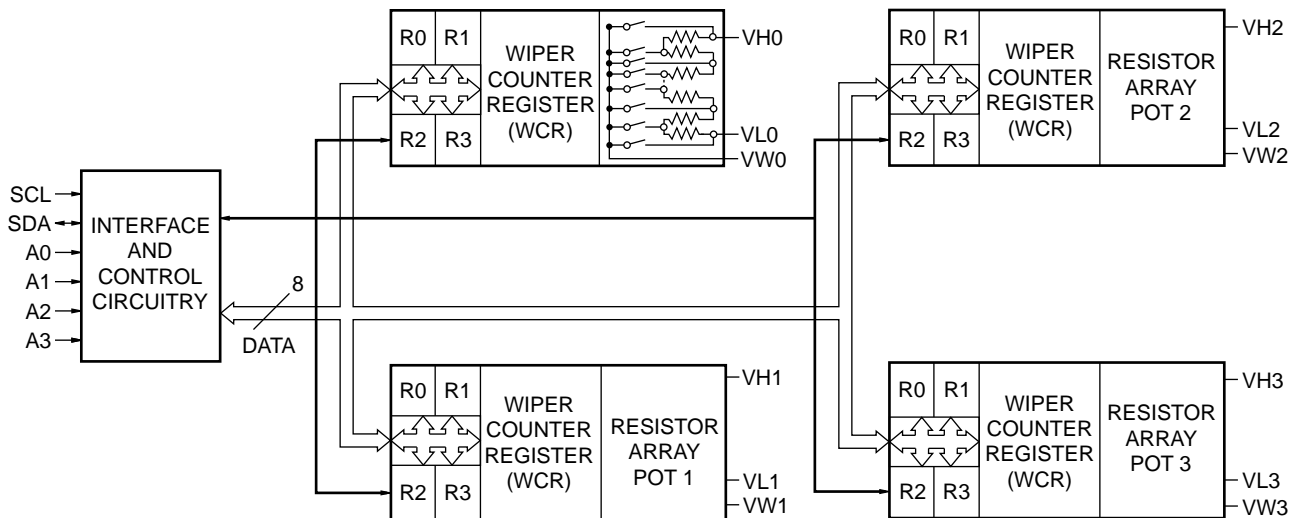 SCL
SDA
A0
A1
A2
A3
INTERFACE
AND
CONTROL
CIRCUITRY
8
DATA
R0 R1
R2 R3
WIPER
COUNTER
REGISTER
(WCR)
VH0
VL0
VW0
R0 R1
R2 R3
WIPER
COUNTER
REGISTER
(WCR)
RESISTOR
ARRAY
POT 2
VH2
VL2
VW2
R0 R1
R2 R3
WIPER
COUNTER
REGISTER
(WCR)
RESISTOR
ARRAY
POT 1
VH1
VL1
VW1
R0 R1
R2 R3
WIPER
COUNTER
REGISTER
(WCR)
RESISTOR
ARRAY
POT 3
VH3
VL3
VW3